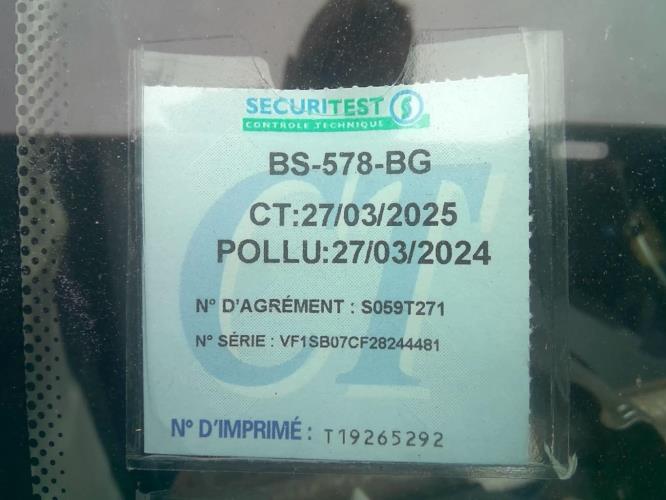 SECURITEST
CONTROLE TECHNIQUE
BS-578-BG
CT:27/03/2025
POLLU:27/03/2024
N° D'AGRÉMENT : S059T271
N° SÉRIE : VF1SB07CF28244481
N° D'IMPRIMÉ : T19265292
CT